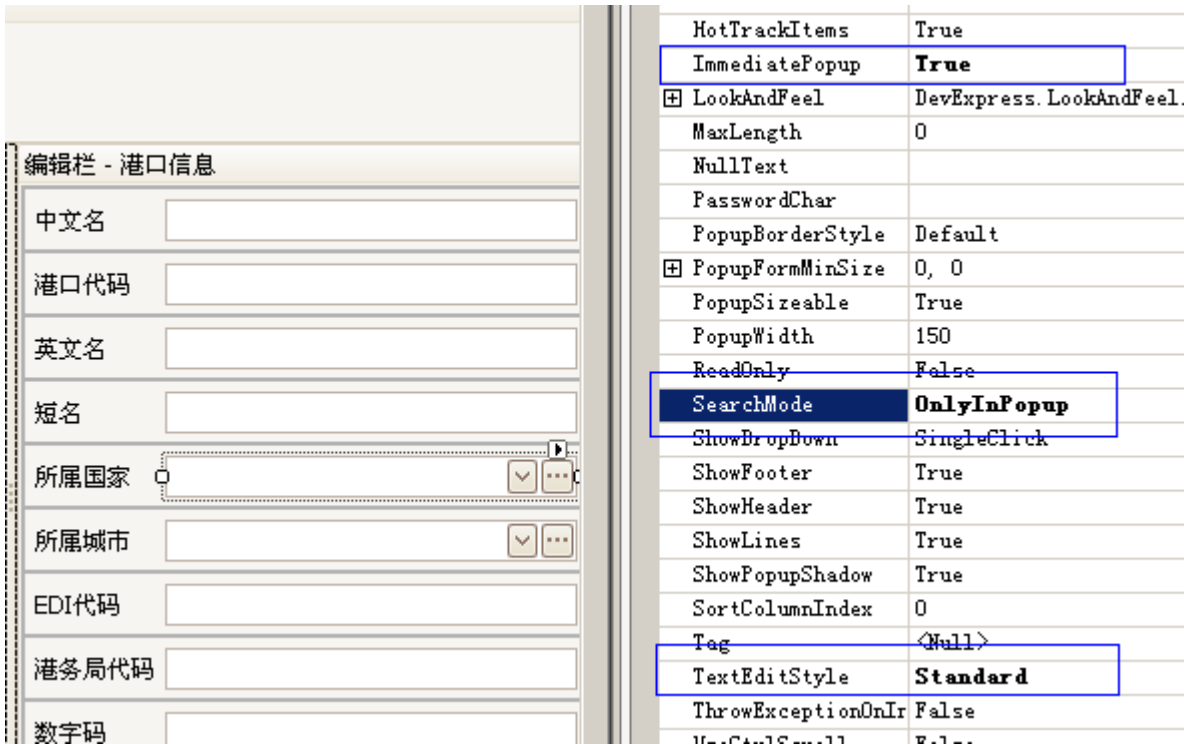 编辑栏 - 港口信息
中文名
港口代码
英文名
短名
所属国家
所属城市
EDI代码
港务局代码
数字码
HotTrackItems True
ImmediatePopup True
LookAndFeel DevExpress.LookAndFeel.
MaxLength 0
NullText
PasswordChar
PopupBorderStyle Default
PopupFormMinSize 0, 0
PopupSizeable True
PopupWidth 150
ReadOnly False
SearchMode OnlyInPopup
ShowDropDown SingleClick
ShowFooter True
ShowHeader True
ShowLines True
ShowPopupShadow True
SortColumnIndex 0
Tag <Null>
TextEditStyle Standard
ThrowExceptionOnIr False